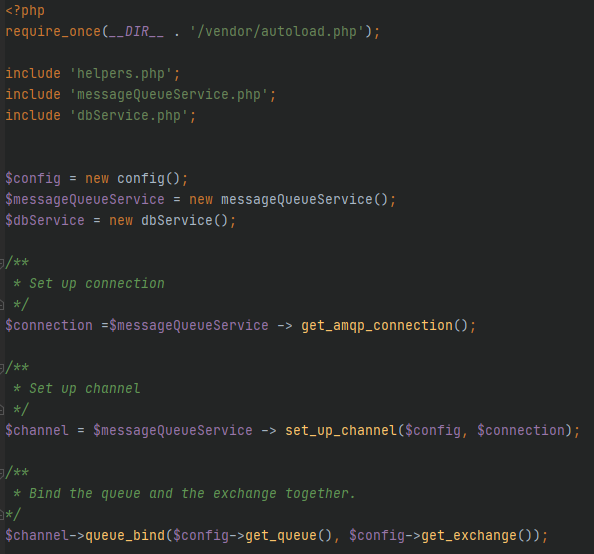 <?php
require_once(__DIR__ . '/vendor/autoload.php');
include 'helpers.php';
include 'messageQueueService.php';
include 'dbService.php';
$config = new config();
$messageQueueService = new messageQueueService();
$dbService = new dbService();
/**
 * Set up connection
 */
$connection =$messageQueueService -> get_amqp_connection();
/**
 * Set up channel
 */
$channel = $messageQueueService -> set_up_channel($config, $connection);
/**
 * Bind the queue and the exchange together.
*/
$channel->queue_bind($config->get_queue(), $config->get_exchange());